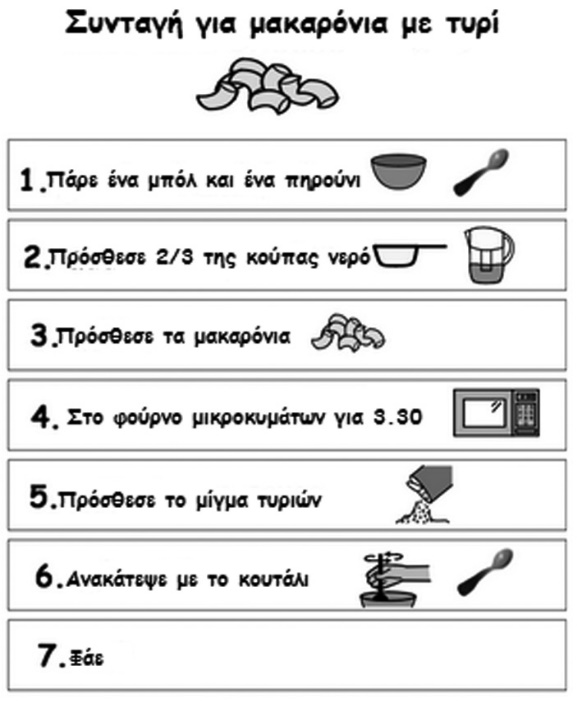 Συνταγή για μακαρόνια με τυρί
1.Πάρε ένα μπόλ και ένα πηρούνι
2.Πρόσθεσε 2/3 της κούπας νερό
3.Πρόσθεσε τα μακαρόνια
4. Στο φούρνο μικροκυμάτων για 3.30
5.Πρόσθεσε το μίγμα τυριών
6.Ανακάτεψε με το κουτάλι
7.Φάε